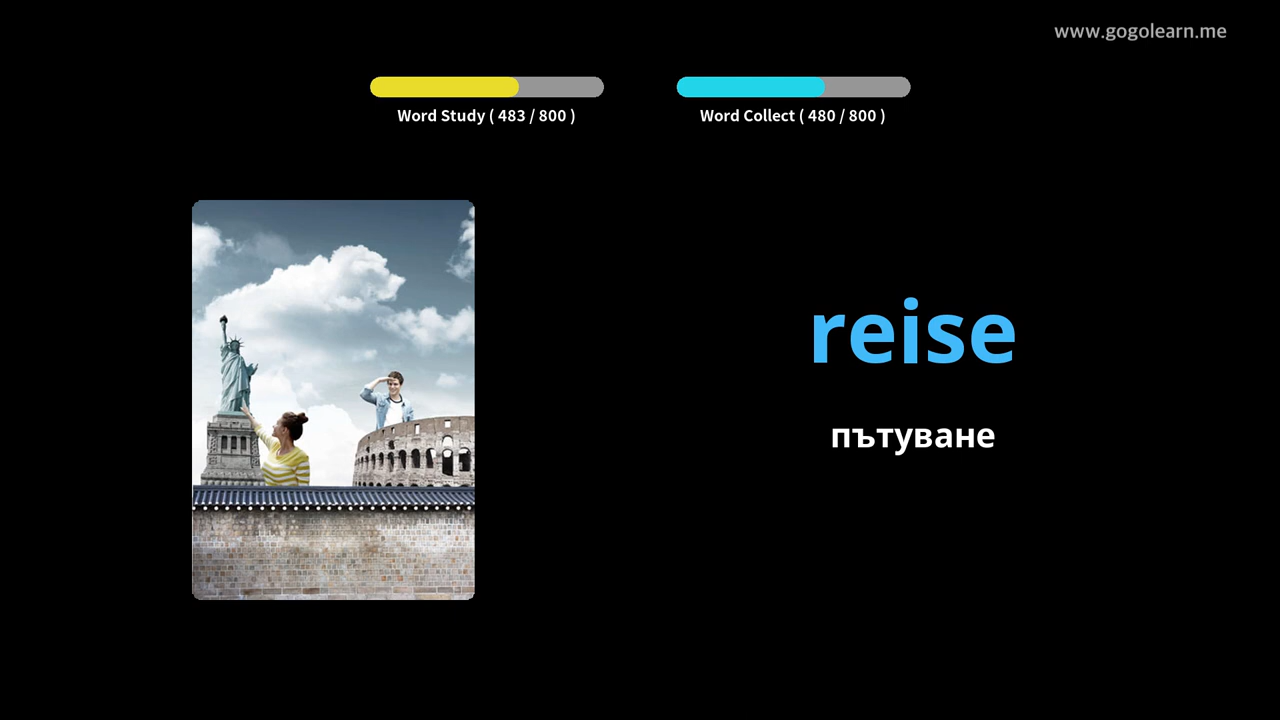 www.gogolearn.me
Word Study ( 483 / 800 )
Word Collect ( 480 / 800 )
reise
пътуване